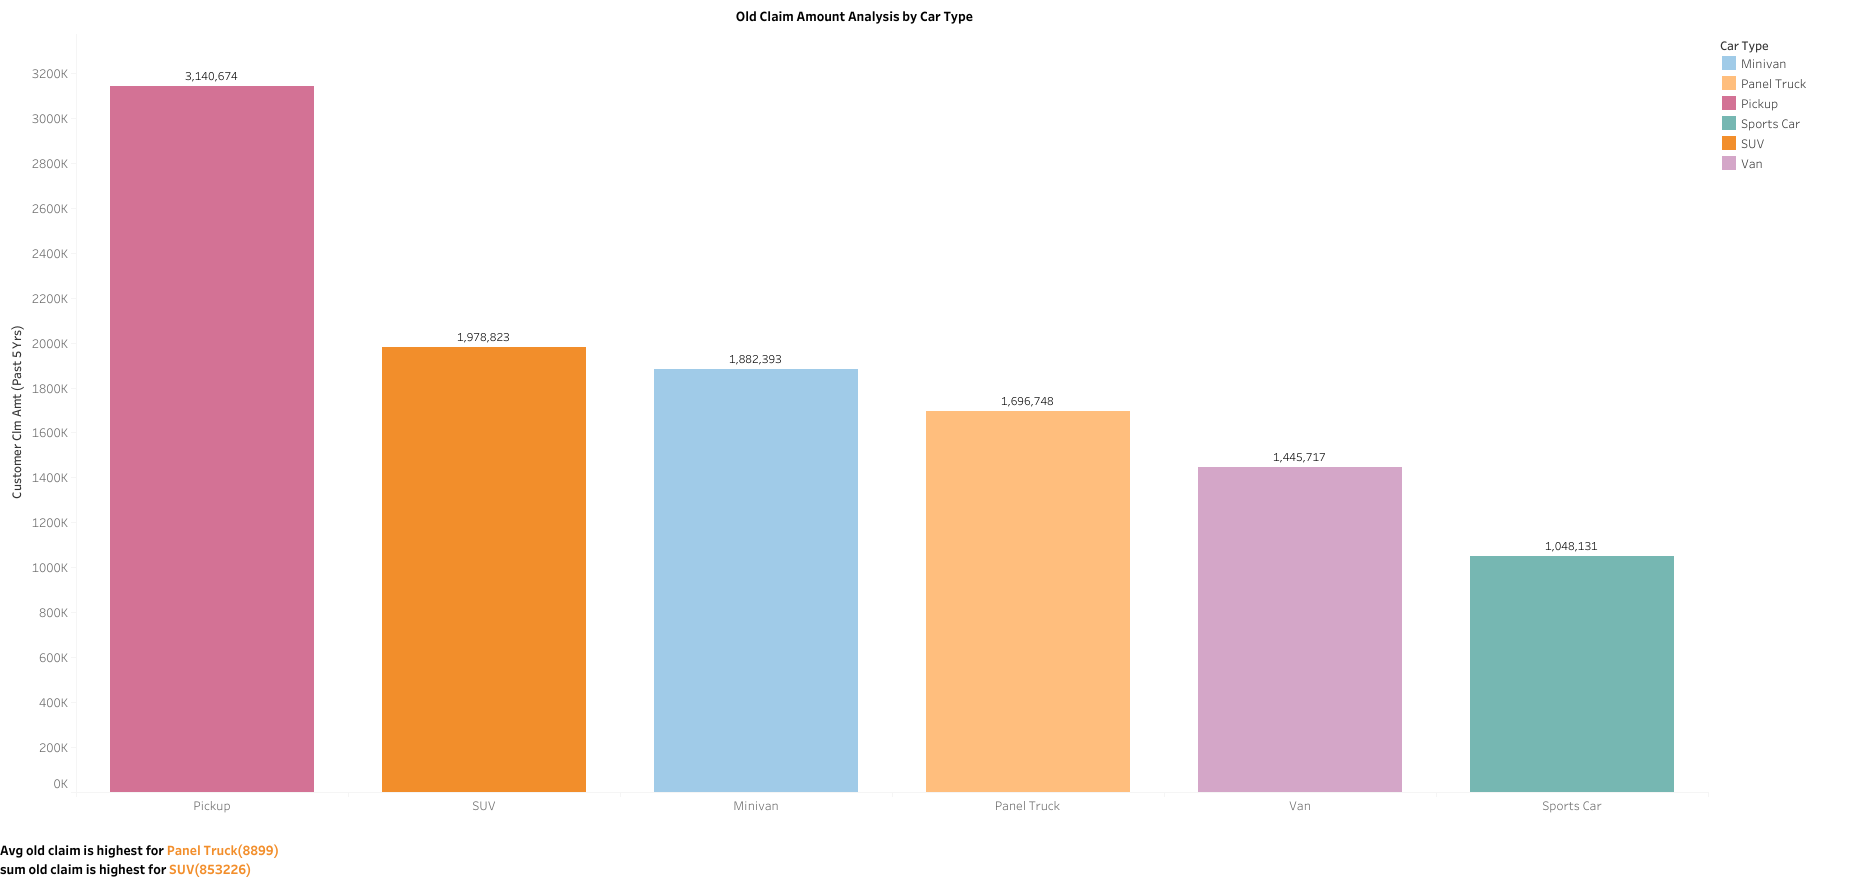 Old Claim Amount Analysis by Car Type
Customer Clm Amt (Past 5 Yrs)
3200K
3000K
2800K
2600K
2400K
2200K
2000K
1800K
1600K
1400K
1200K
1000K
800K
600K
400K
200K
0K
3,140,674
1,978,823
1,882,393
1,696,748
1,445,717
1,048,131
Pickup
SUV
Minivan
Panel Truck
Van
Sports Car
Car Type
Minivan
Panel Truck
Pickup
Sports Car
SUV
Van
Avg old claim is highest for Panel Truck(8899)
sum old claim is highest for SUV(853226)